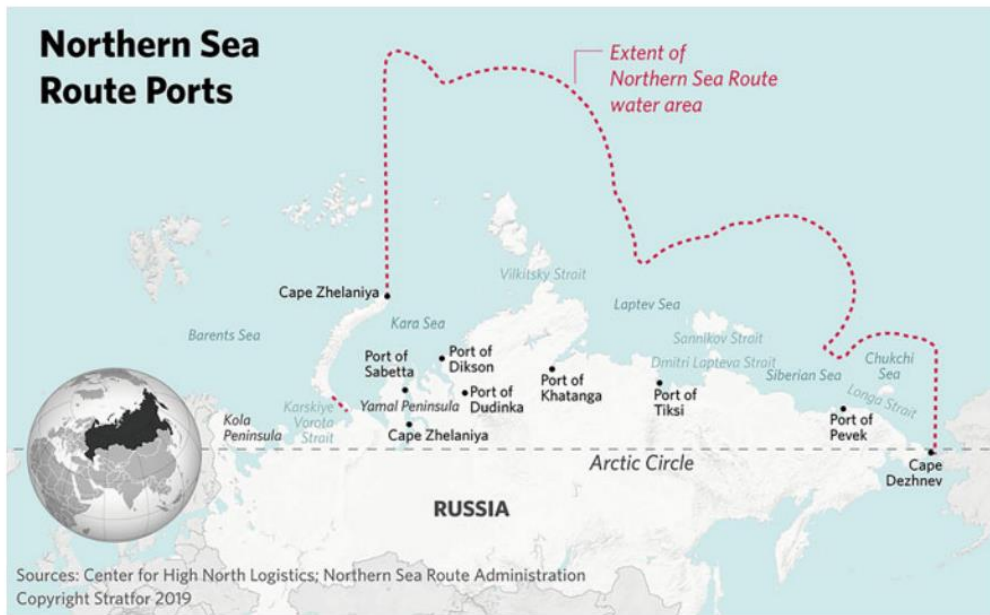 Northern Sea
Route Ports
Extent of
Northern Sea Route
water area
Vilkitsky Strait
Cape Zhelaniya
Laptev Sea
Barents Sea
Kara Sea
Sannikov Strait
Port of
Sabetta
Port of
Dikson
Dmitri Lapteva Strait
Chukchi
Sea
Siberian Sea
Port of
Khatanga
Port of
Tiksi
Longa Strait
Port of
Dudinka
Yamal Peninsula
Karskiye
Vorota
Strait
Kola
Peninsula
Cape Zhelaniya
Port of
Pevek
Arctic Circle
Cape
Dezhnev
RUSSIA
Sources: Center for High North Logistics; Northern Sea Route Administration
Copyright Stratfor 2019